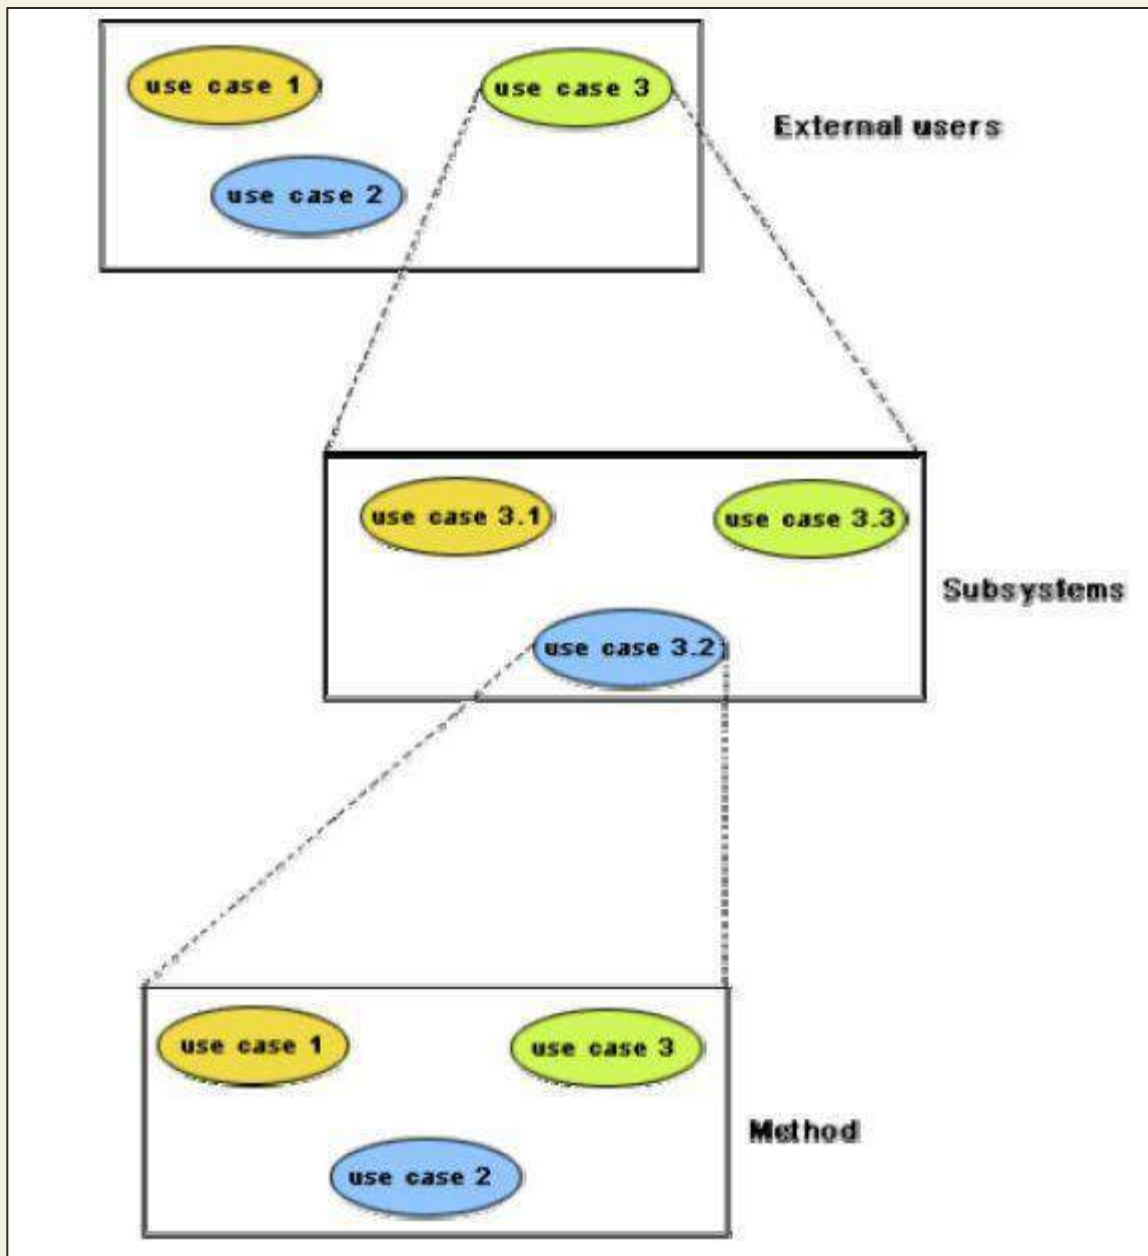 use case 1
use case 3
External users
use case 2
use case 3.1
use case 3.3
Subsystems
use case 3.2
use case 1
use case 3
Method
use case 2